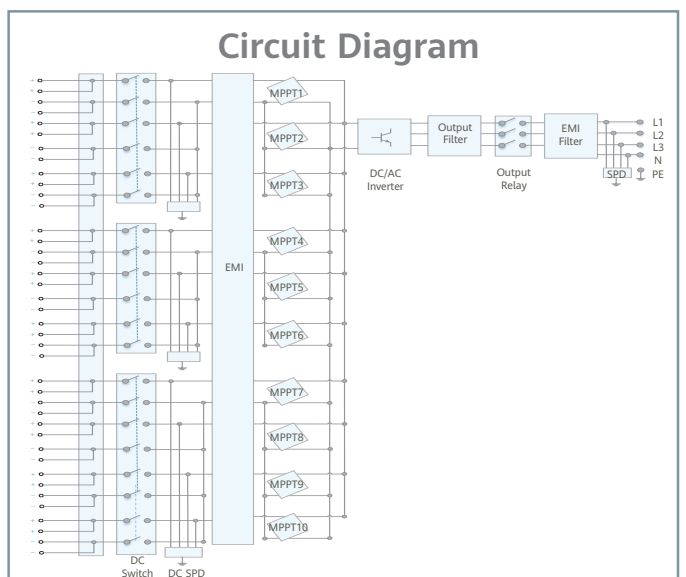 Circuit Diagram
MPPT1
MPPT2
MPPT3
MPPT4
MPPT5
MPPT6
MPPT7
MPPT8
MPPT9
MPPT10
EMI
DC
Switch
DC SPD
DC/AC
Inverter
Output
Filter
Output
Relay
EMI
Filter
SPD
L1
L2
L3
N
PE